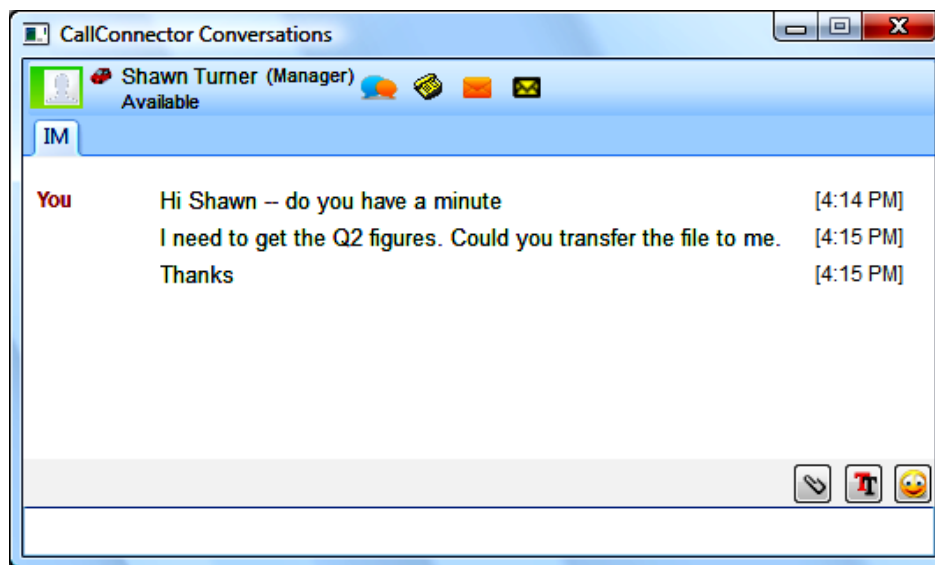 CallConnector Conversations
Shawn Turner (Manager)
Available
IM
You Hi Shawn -- do you have a minute [4:14 PM]
I need to get the Q2 figures. Could you transfer the file to me. [4:15 PM]
Thanks [4:15 PM]